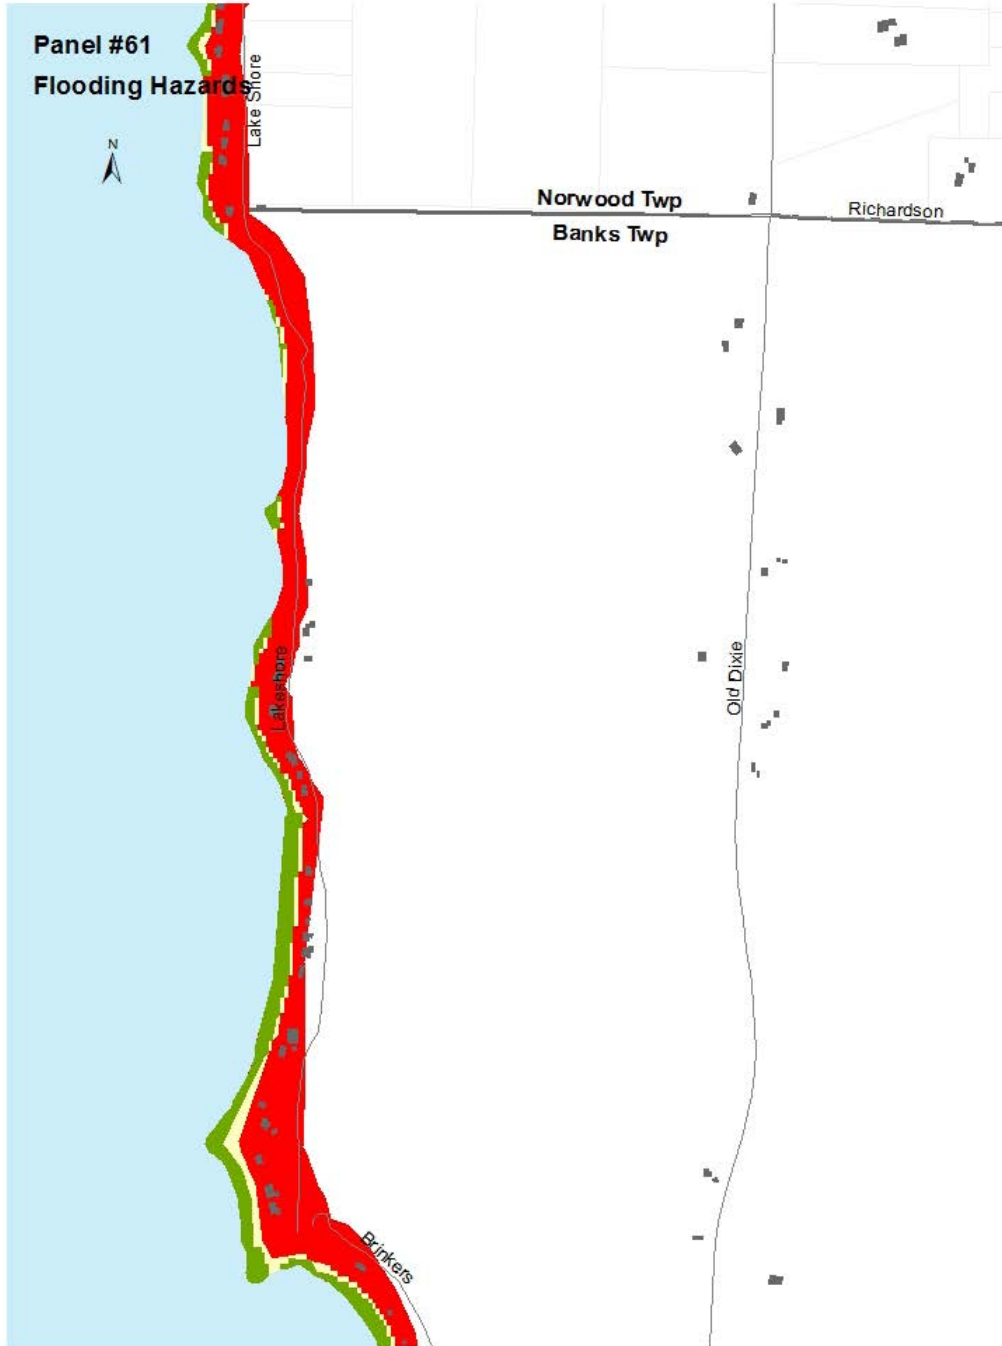 Panel #61
Flooding Hazards
N
Lake Shore
Norwood Twp
Richardson
Banks Twp
Lakeshore
Old Dixie
Brinkers